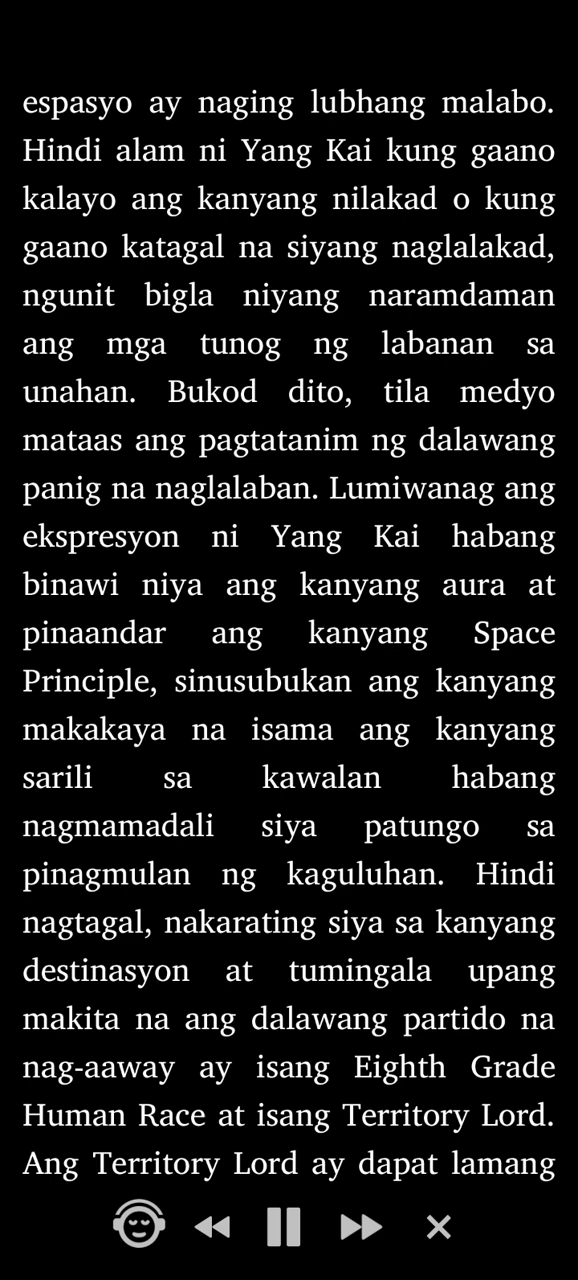 espasyo ay naging lubhang malabo.
Hindi alam ni Yang Kai kung gaano
kalayo ang kanyang nilakad o kung
gaano katagal na siyang naglalakad,
ngunit bigla niyang naramdaman
ang mga tunog ng labanan sa
unahan. Bukod dito, tila medyo
mataas ang pagtatanim ng dalawang
panig na naglalaban. Lumiwanag ang
ekspresyon ni Yang Kai habang
binawi niya ang kanyang aura at
pinaandar ang kanyang Space
Principle, sinusubukan ang kanyang
makakaya na isama ang kanyang
sarili sa kawalan habang
nagmamadali siya patungo sa
pinagmulan ng kaguluhan. Hindi
nagtagal, nakarating siya sa kanyang
destinasyon at tumingala upang
makita na ang dalawang partido na
nag-aaway ay isang Eighth Grade
Human Race at isang Territory Lord.
Ang Territory Lord ay dapat lamang